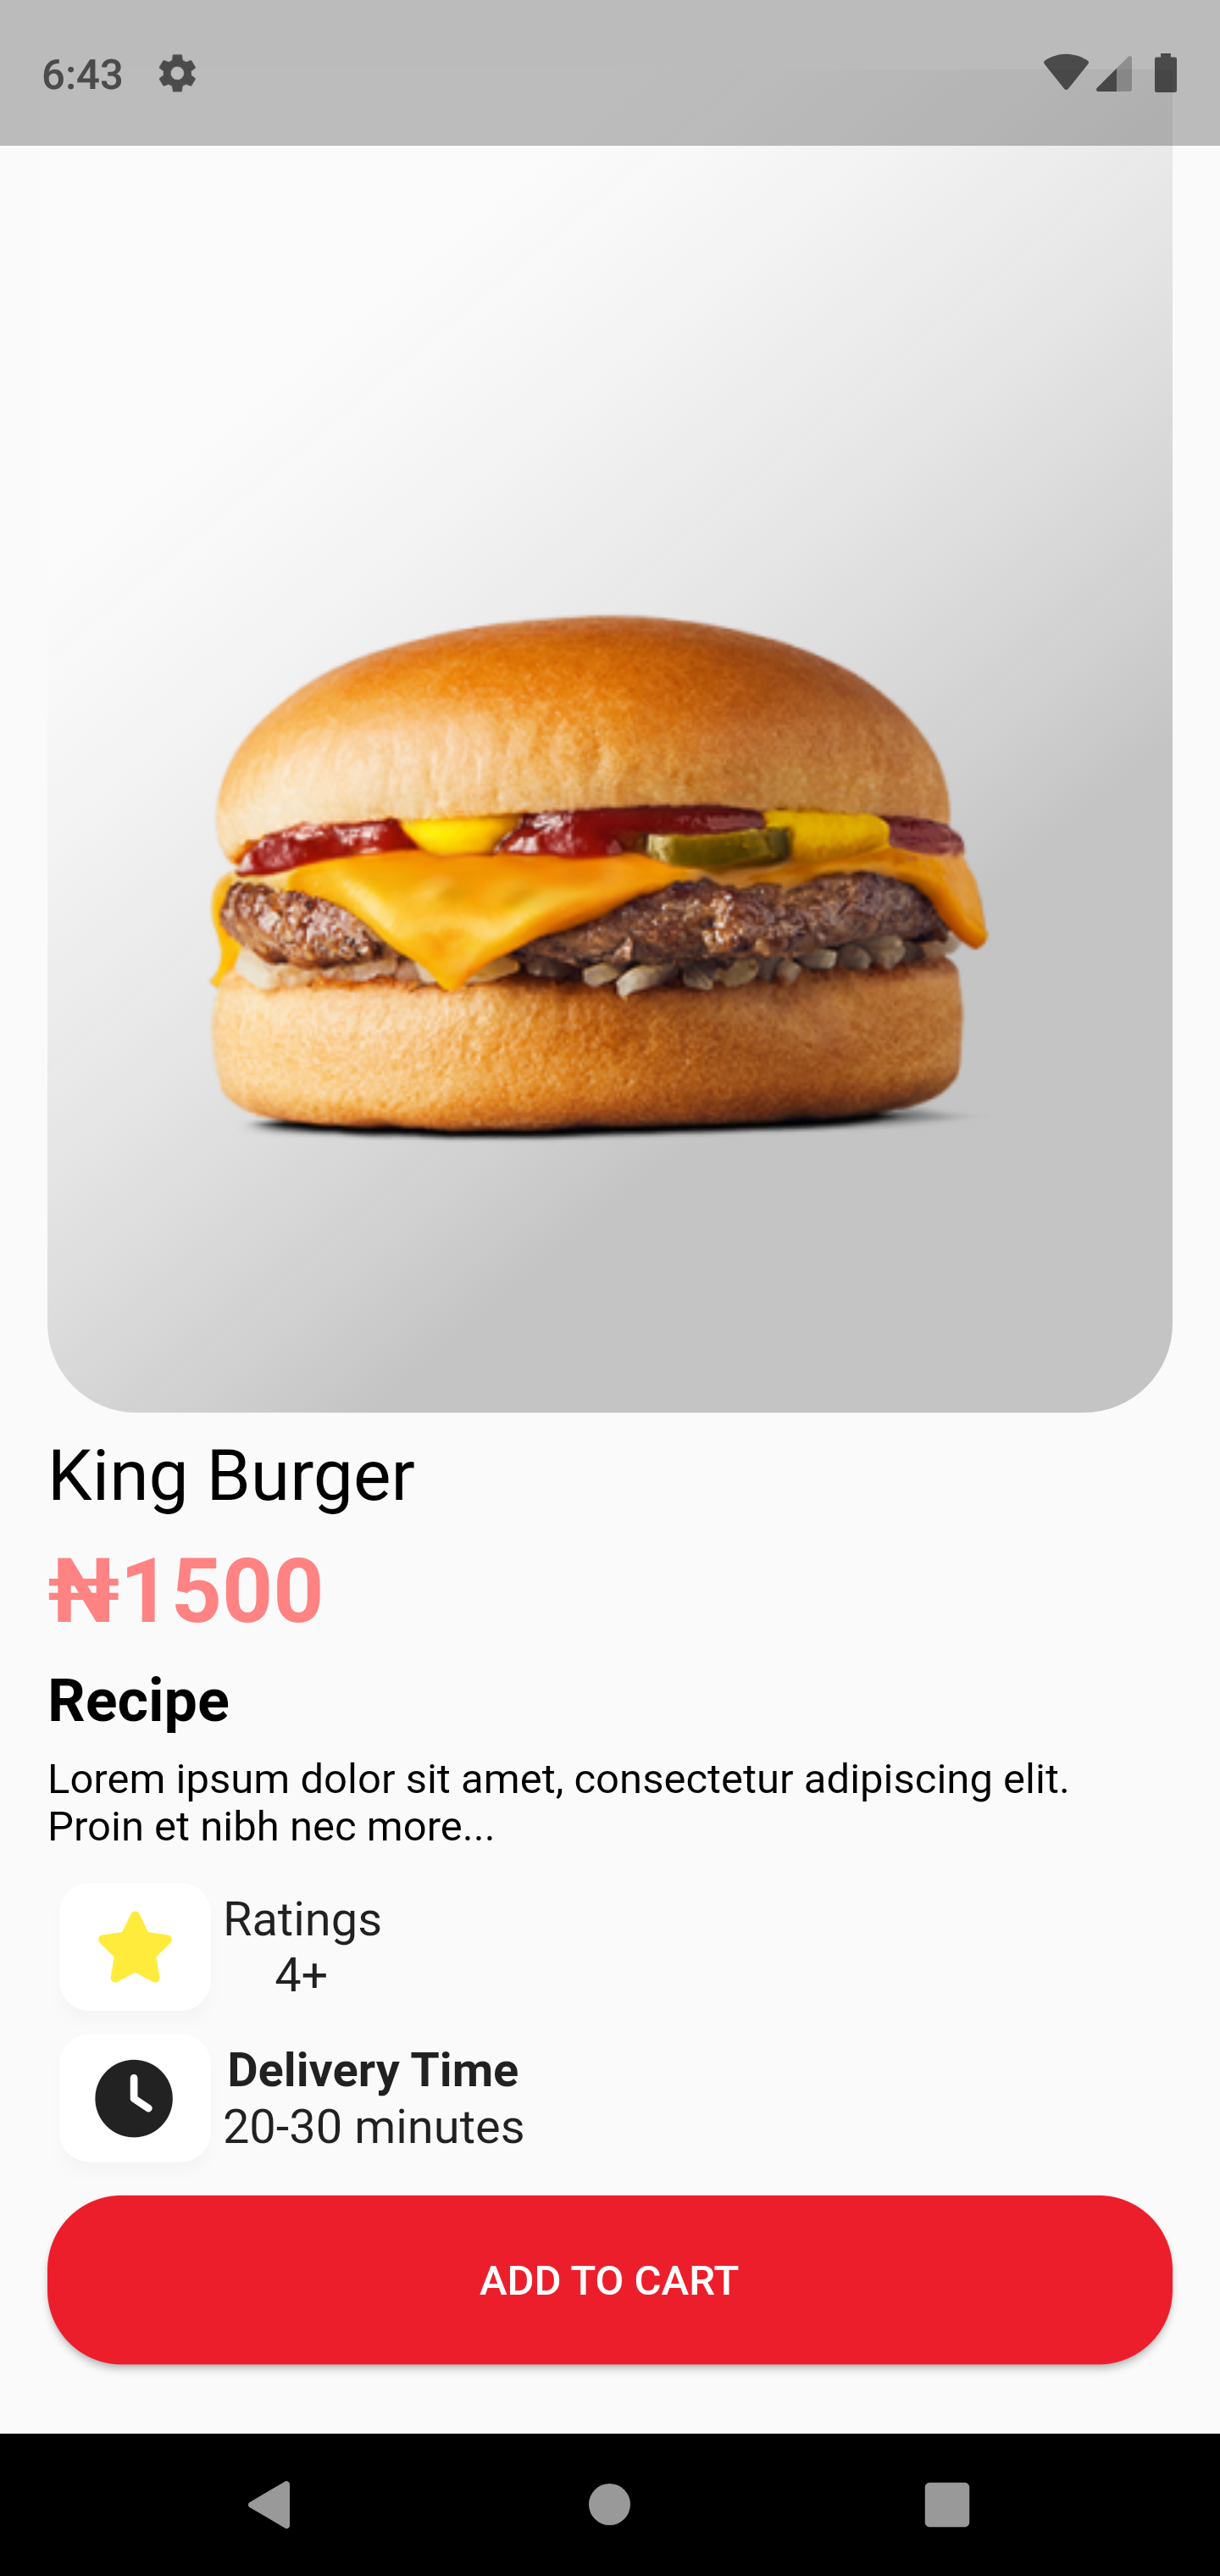 6:43
King Burger
₦1500
Recipe
Lorem ipsum dolor sit amet, consectetur adipiscing elit.
Proin et nibh nec more...
Ratings
4+
Delivery Time
20-30 minutes
ADD TO CART